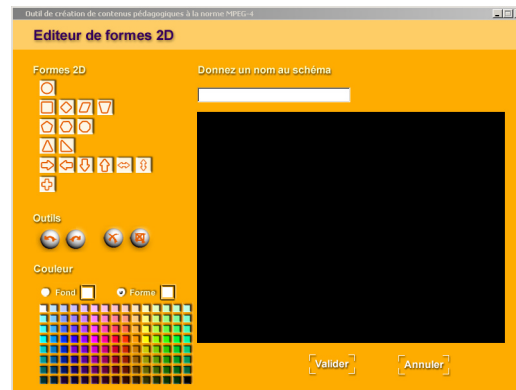 Outil de création de contenus pédagogiques à la norme MPEG-4
Editeur de formes 2D
Formes 2D
Donnez un nom au schéma
Outils
Couleur
Fond
Forme
Valider
Annuler